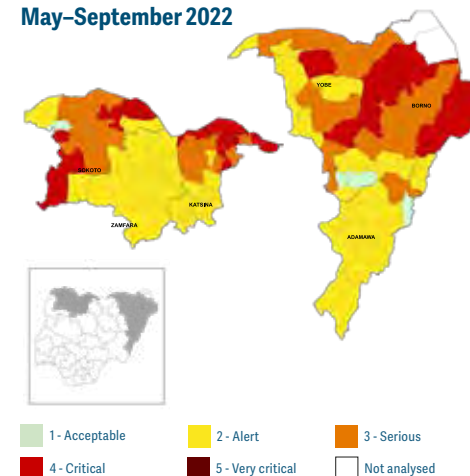 May–September 2022
YOBE
BORNO
SOKOTO
KATSINA
ZAMFARA
ADAMAWA
1 - Acceptable
2 - Alert
3 - Serious
4 - Critical
5 - Very critical
Not analysed